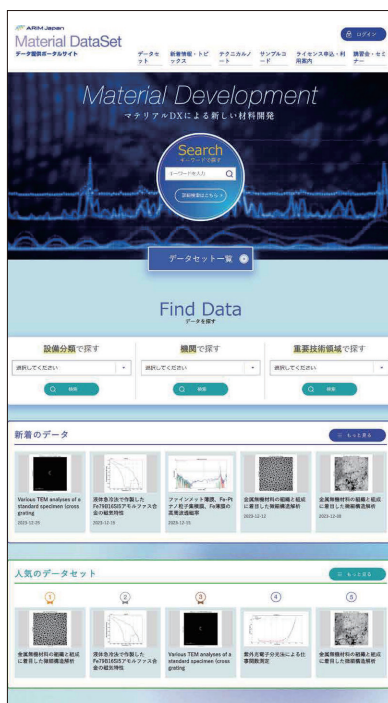 ARIM Japan
Material DataSet
データ提供ポータルサイト
ログイン
データセ
ット
新着情報・トピ
ックス
テクニカルノ
ート
サンプルコ
ード
ライセンス申込・利
用案内
講習会・セミ
ナー
Material Development
マテリアルDXによる新しい材料開発
Search
キーワードで探す
キーワードを入力
詳細検索はこちら
データセット一覧
Find Data
データを探す
設備分類で探す
機関で探す
重要技術領域で探す
選択してください
選択してください
選択してください
検索
検索
検索
新着のデータ
もっと見る
Various TEM analyses of a
standard specimen (cross
grating
2023-12-25
液体急冷法で作製した
Fe79B16Si5アモルファス合
金の磁気特性
2023-12-15
ファインメット薄膜、Fe-Pt
ナノ粒子集積膜、Fe薄膜の
高周波透磁率
2023-12-15
金属無機材料の組織と組成
に着目した微細構造解析
2023-12-12
金属無機材料の組織と組成
に着目した微細構造解析
人気のデータセット
もっと見る
1
2
3
4
5
金属無機材料の組織と組成
に着目した微細構造解析
液体急冷法で作製した
Fe79B16Si5アモルファス合
金の磁気特性
Various TEM analyses of a
standard specimen (cross
grating
紫外光電子分光法による仕
事関数測定
金属無機材料の組織と組成
に着目した微細構造解析